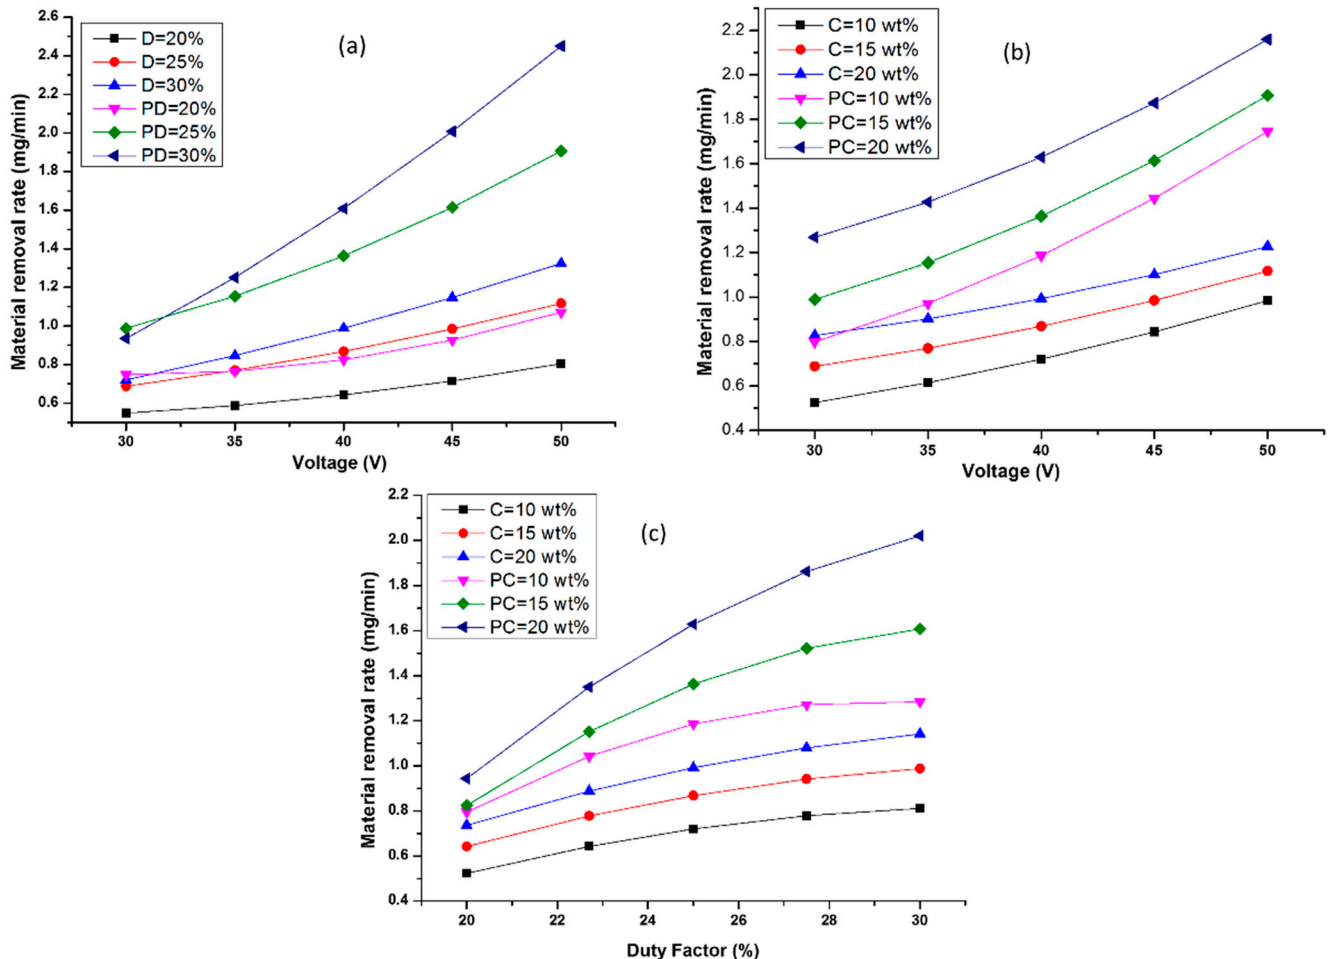 (a)
D=20%
D=25%
D=30%
PD=20%
PD=25%
PD=30%
2.6
2.4
2.2
2.0
1.8
1.6
1.4
1.2
1.0
0.8
0.6
Material removal rate (mg/min)
30 35 40 45 50
Voltage (V)
(b)
C=10 wt%
C=15 wt%
C=20 wt%
PC=10 wt%
PC=15 wt%
PC=20 wt%
2.2
2.0
1.8
1.6
1.4
1.2
1.0
0.8
0.6
0.4
Material removal rate (mg/min)
30 35 40 45 50
Voltage (V)
(c)
C=10 wt%
C=15 wt%
C=20 wt%
PC=10 wt%
PC=15 wt%
PC=20 wt%
2.2
2.0
1.8
1.6
1.4
1.2
1.0
0.8
0.6
0.4
Material removal rate (mg/min)
20 22 24 26 28 30
Duty Factor (%)